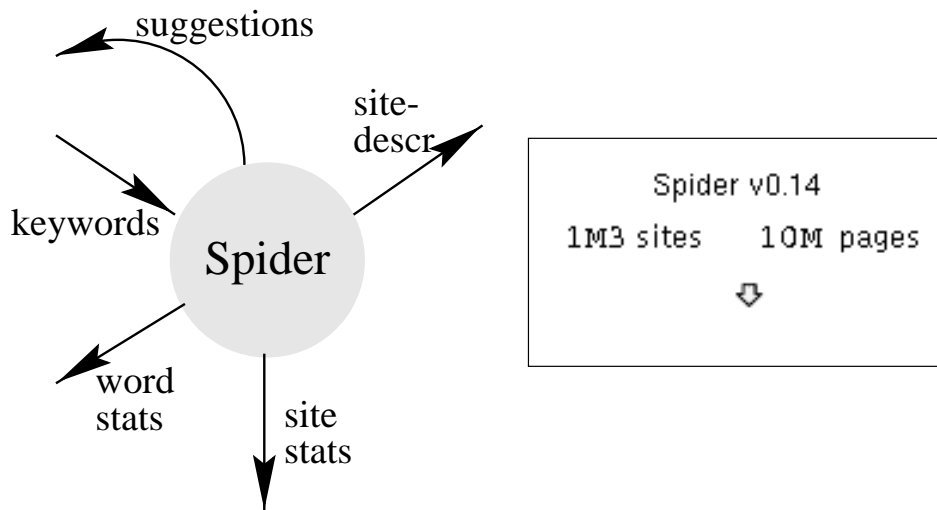 suggestions
site-
descr
keywords
Spider
word
stats
site
stats
Spider v0.14
1M3 sites 10M pages